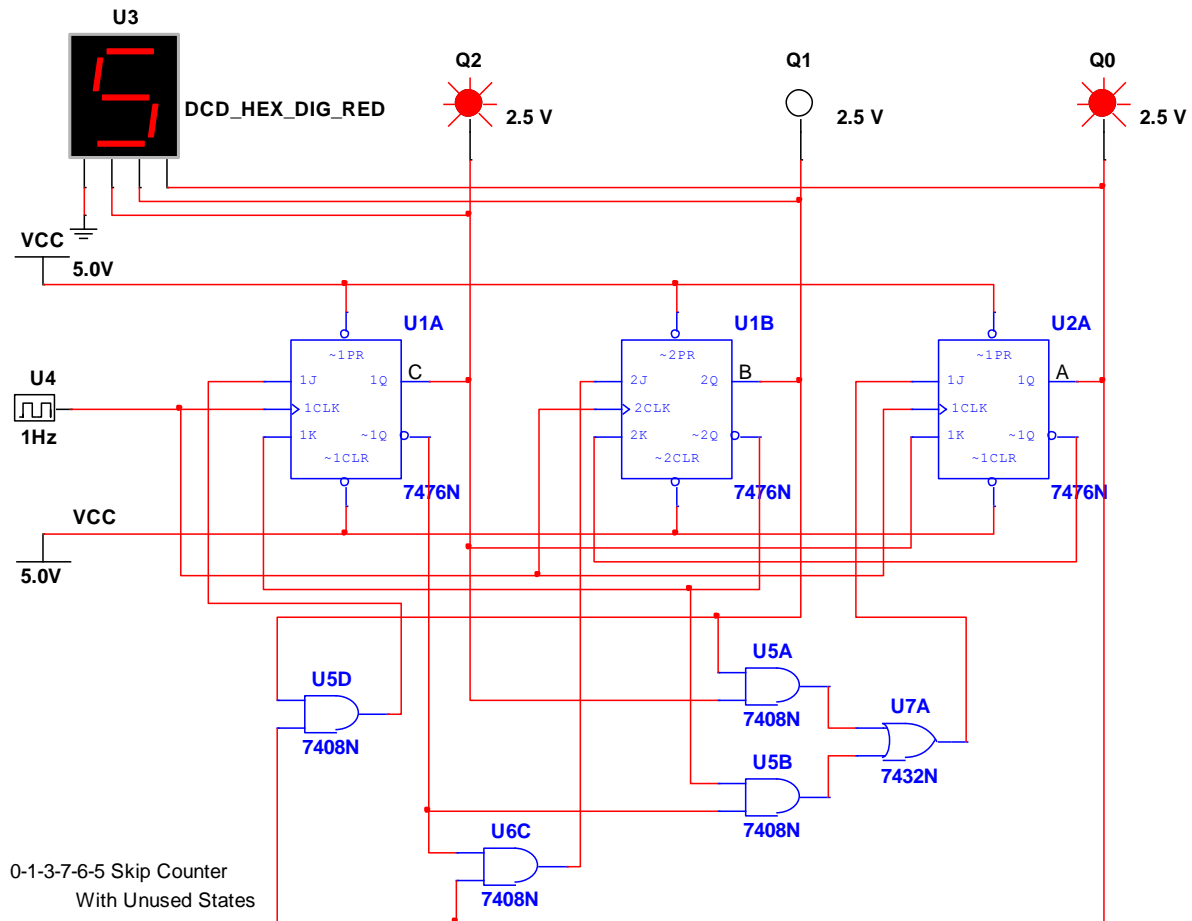 U3
DCD_HEX_DIG_RED
Q2
2.5 V
Q1
2.5 V
Q0
2.5 V
VCC
5.0V
U4
1Hz
U1A
~1PR
1J
1Q
C
1CLK
1K
~1Q
~1CLR
7476N
U1B
~2PR
2J
2Q
B
2CLK
2K
~2Q
~2CLR
7476N
U2A
~1PR
1J
1Q
A
1CLK
1K
~1Q
~1CLR
7476N
VCC
5.0V
U5D
7408N
U5A
7408N
U7A
7432N
U5B
7408N
U6C
7408N
0-1-3-7-6-5 Skip Counter
With Unused States
5